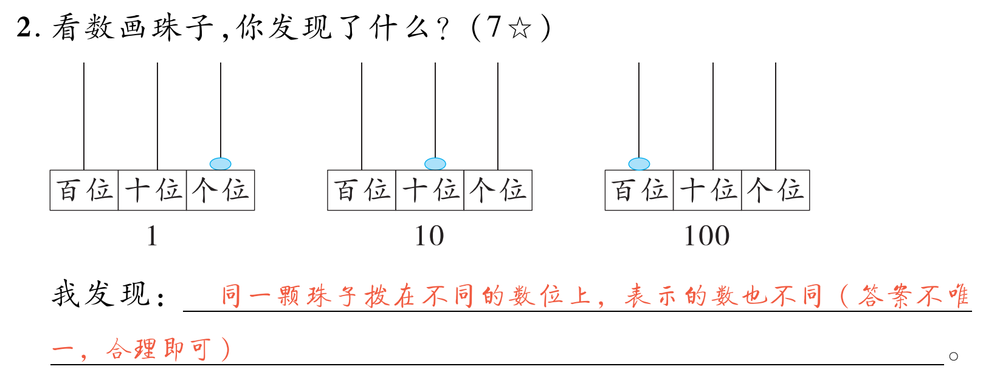 2. 看数画珠子,你发现了什么?(7☆)
百位 十位 个位 百位 十位 个位 百位 十位 个位
1 10 100
我发现: 同一颗珠子拨在不同的数位上，表示的数也不同(答案不唯
一，合理即可) 。